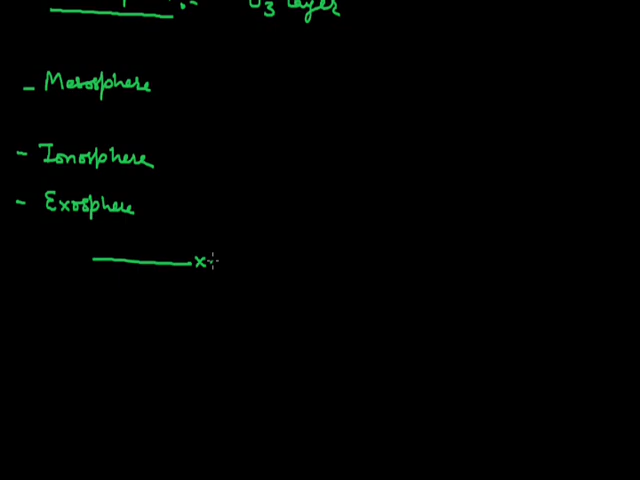 O3 layer
- Mesosphere
- Ionosphere
- Exosphere
x